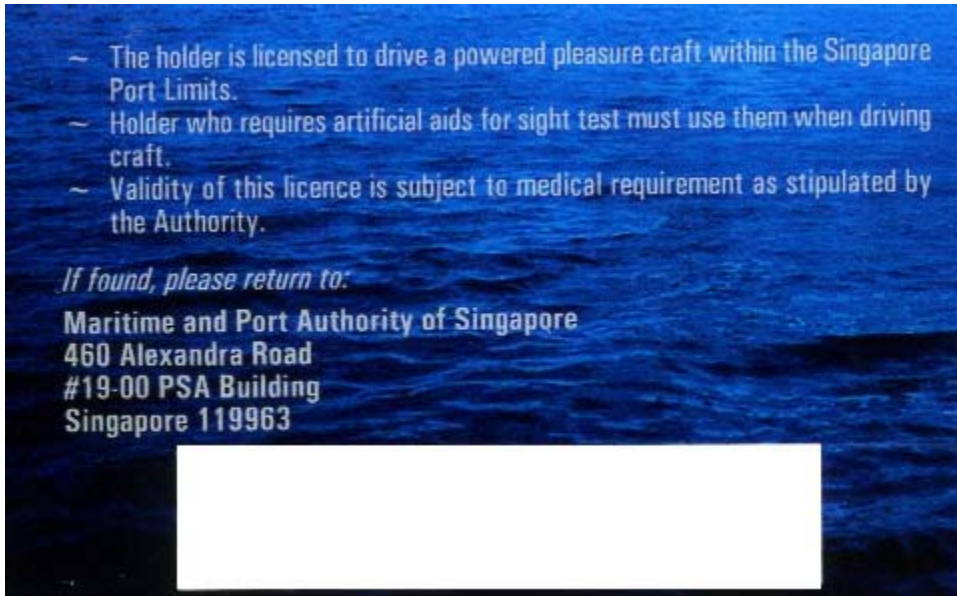 ~ The holder is licensed to drive a powered pleasure craft within the Singapore
Port Limits.
~ Holder who requires artificial aids for sight test must use them when driving
craft.
~ Validity of this licence is subject to medical requirement as stipulated by
the Authority.
If found, please return to:
Maritime and Port Authority of Singapore
460 Alexandra Road
#19-00 PSA Building
Singapore 119963